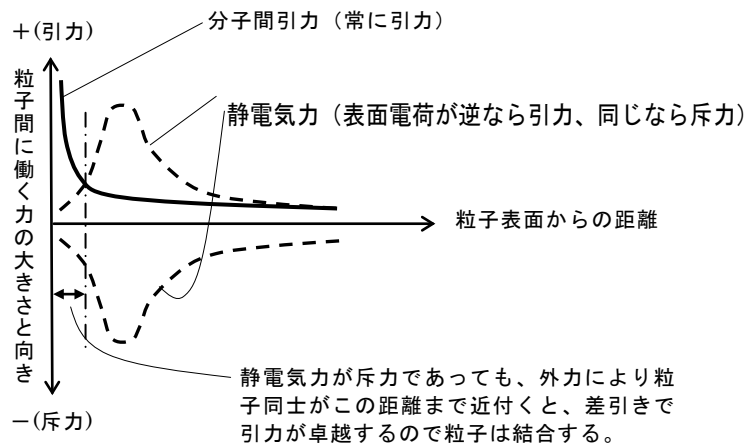 ＋(引力)
分子間引力（常に引力）
粒子間に働く力の大きさと向き
静電気力（表面電荷が逆なら引力、同じなら斥力）
粒子表面からの距離
静電気力が斥力であっても、外力により粒
子同士がこの距離まで近付くと、差引きで
引力が卓越するので粒子は結合する。
－(斥力)